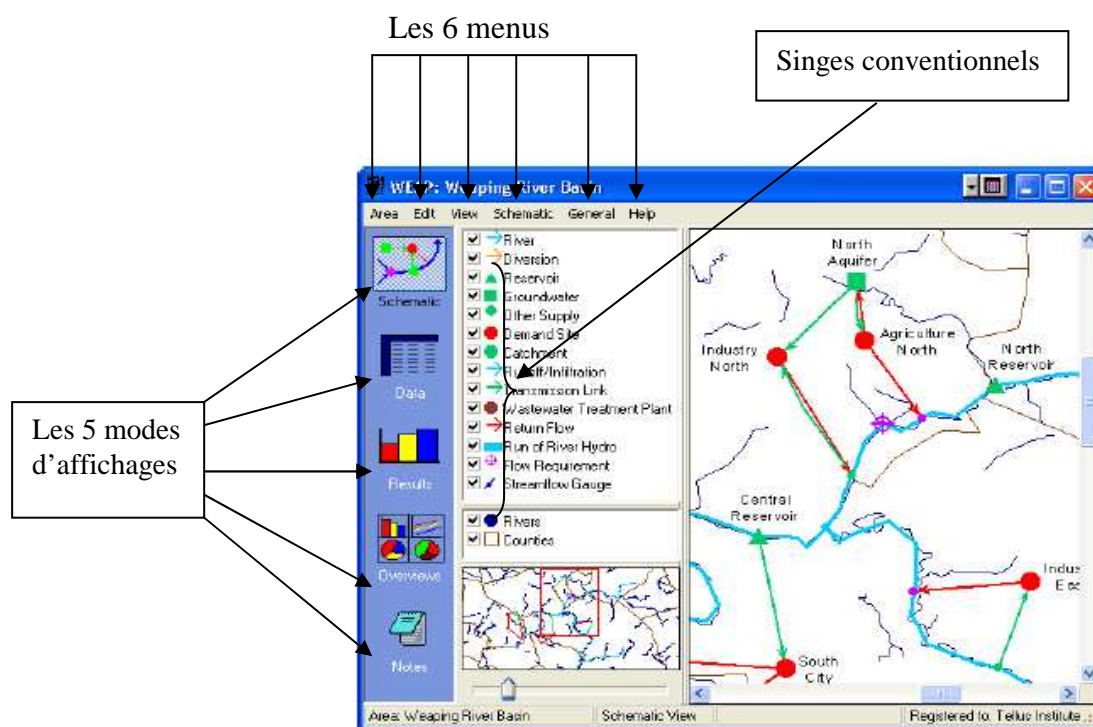 Les 6 menus
Singes conventionnels
WEAP: Weaping River Basin
Area Edit View Schematic General Help
Schematic
Data
Results
Overviews
Notes
Les 5 modes
d'affichages
River
Diversion
Reservoir
Groundwater
Other Supply
Demand Site
Catchment
Runoff/Infiltration
Transmission Link
Wastewater Treatment Plant
Return Flow
Run of River Hydro
Flow Requirement
Streamflow Gauge
Rivers
Counties
North
Aquifer
Industry
North
Agriculture
North
North
Reservoir
Central
Reservoir
Indus
Ea
South
City
Area: Weaping River Basin
Schematic View
Registered to: Tellus Institute